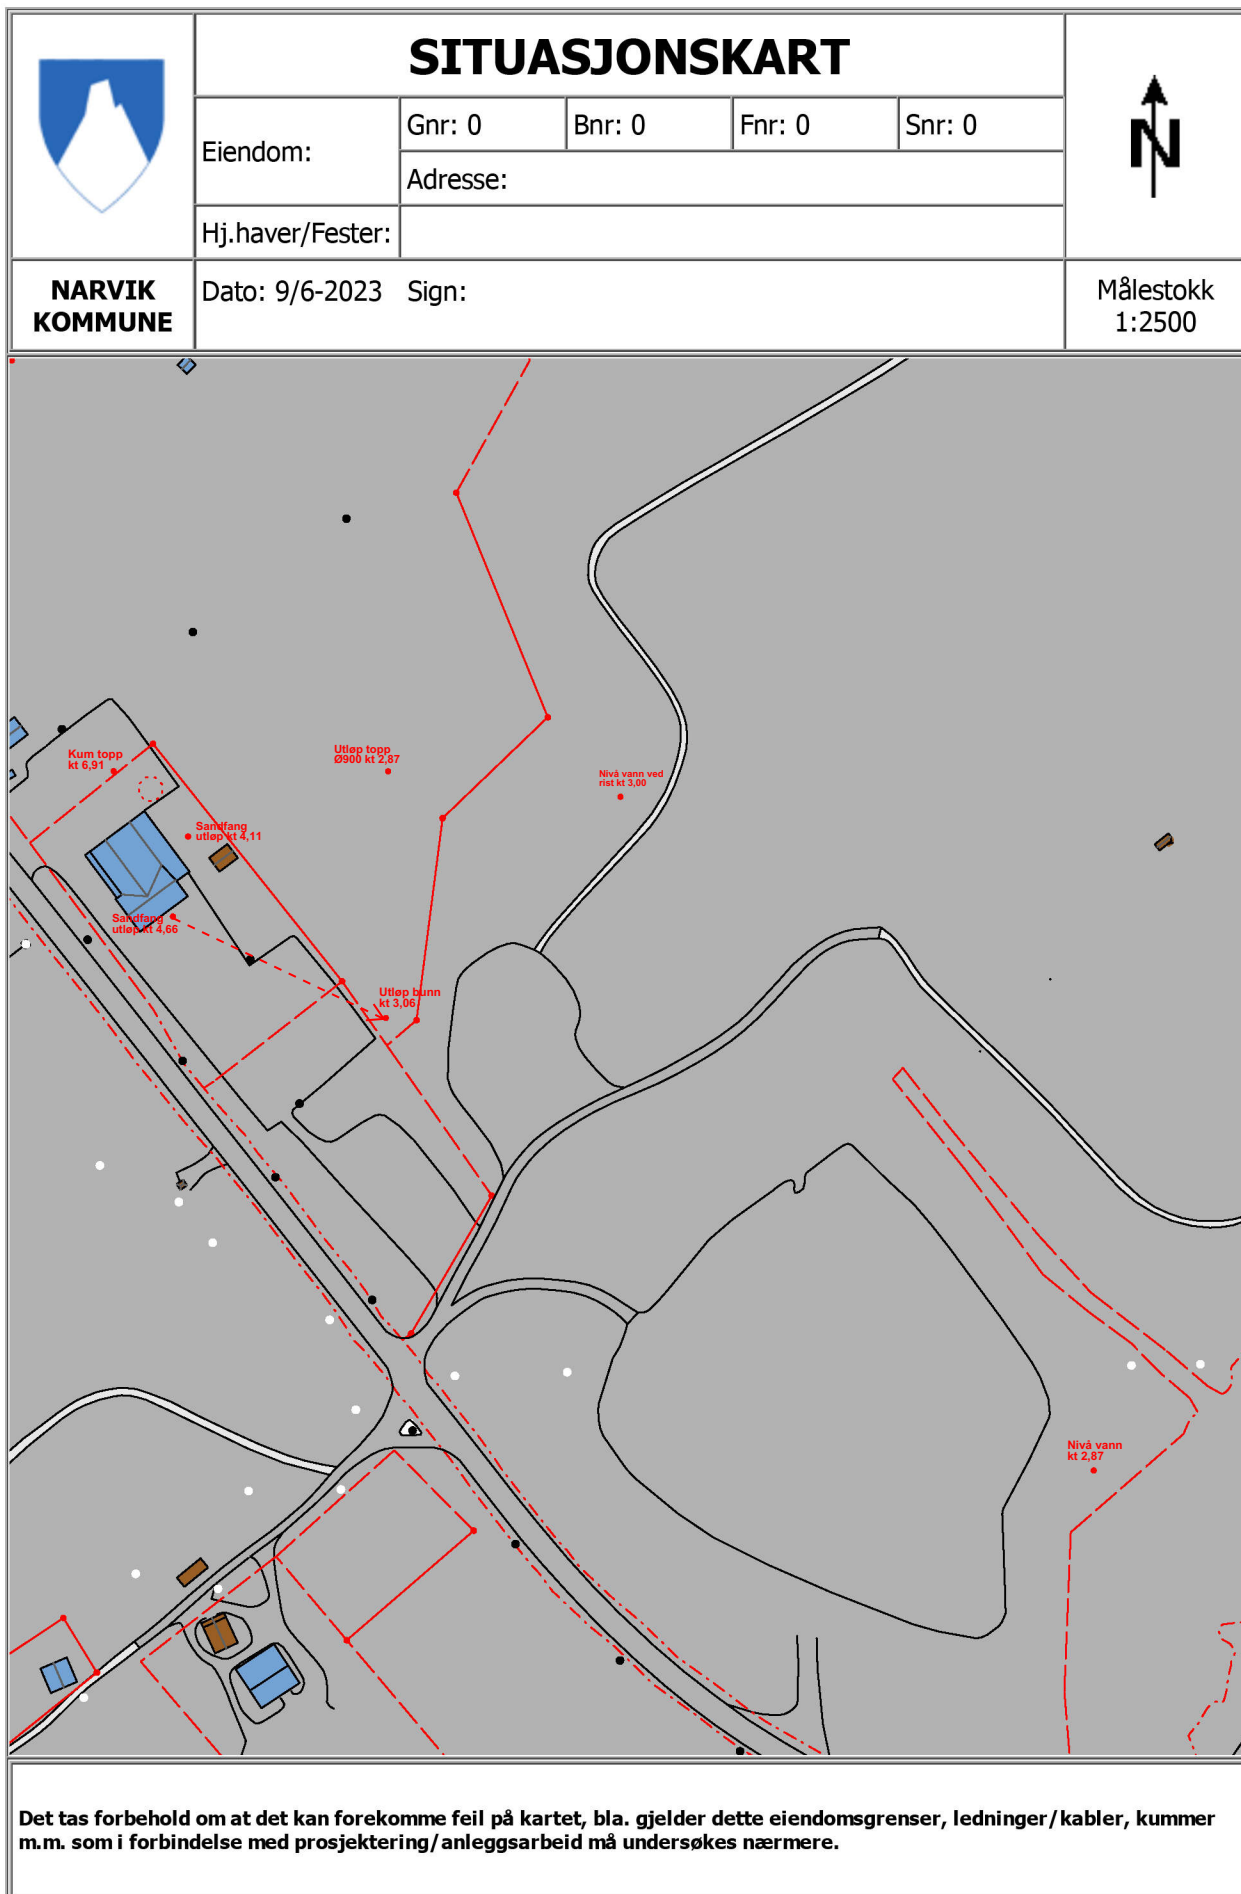 SITUASJONSKART
Eiendom:
Gnr: 0
Bnr: 0
Fnr: 0
Snr: 0
Adresse:
Hj.haver/Fester:
N
NARVIK
KOMMUNE
Dato: 9/6-2023 Sign:
Målestokk
1:2500
Kum topp
kt 6,91
Utløp topp
Ø900 kt 2,87
Nivå vann ved
rist kt 3,00
Sandfang
utløp kt 4,11
Sandfang
utløp kt 4,66
Utløp bunn
kt 3,06
Nivå vann
kt 2,87
Det tas forbehold om at det kan forekomme feil på kartet, bla. gjelder dette eiendomsgrenser, ledninger/kabler, kummer
m.m. som i forbindelse med prosjektering/anleggsarbeid må undersøkes nærmere.